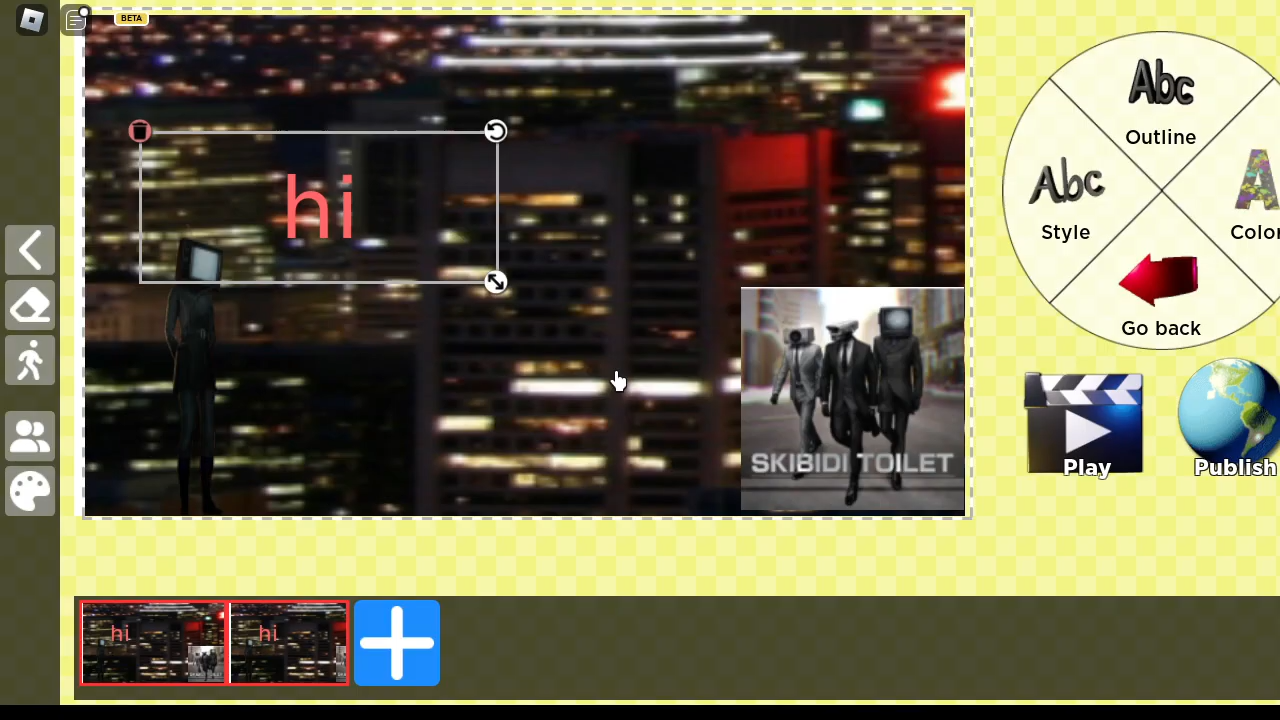 BETA
Abc
Outline
hi
Abc
Style
A
Color
Go back
SKIBIDI TOILET
Play
Publish
hi
hi